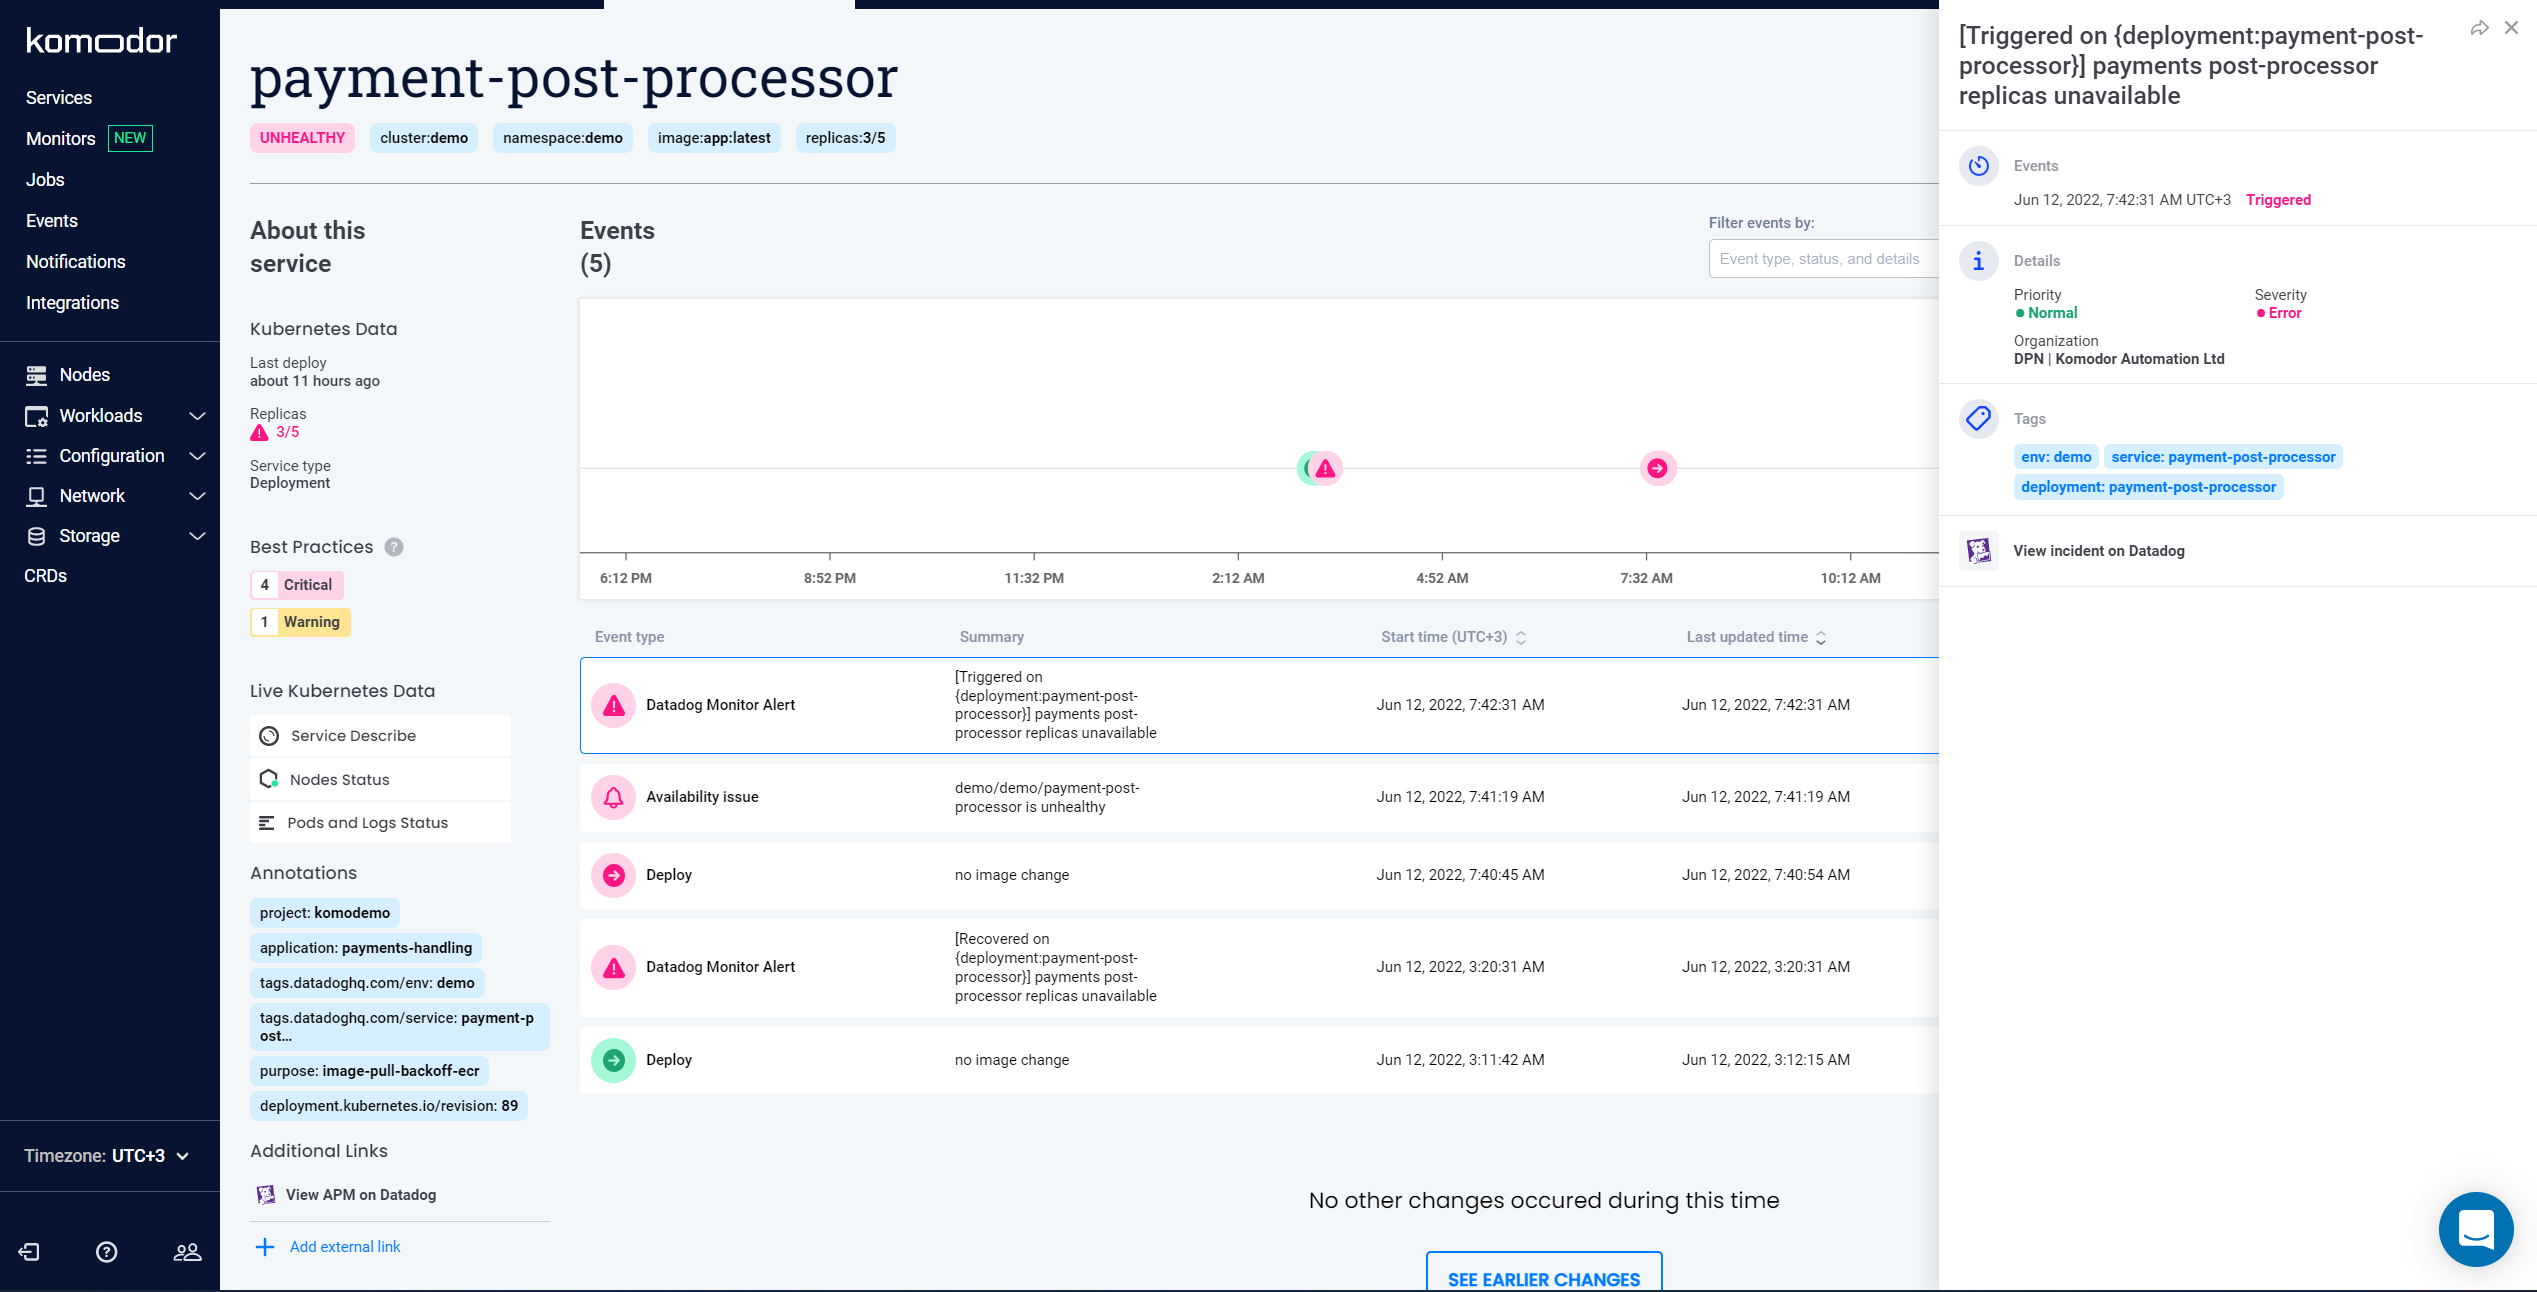 komodor
Services
Monitors NEW
Jobs
Events
Notifications
Integrations
Nodes
Workloads
Configuration
Network
Storage
CRDs
Timezone: UTC+3
payment-post-processor
UNHEALTHY cluster:demo namespace:demo image:app:latest replicas:3/5
About this
service
Kubernetes Data
Last deploy
about 11 hours ago
Replicas
3/5
Service type
Deployment
Best Practices ?
4 Critical
1 Warning
Live Kubernetes Data
Service Describe
Nodes Status
Pods and Logs Status
Annotations
project: komodemo
application: payments-handling
tags.datadoghq.com/env: demo
tags.datadoghq.com/service: payment-p
ost...
purpose: image-pull-backoff-ecr
deployment.kubernetes.io/revision: 89
Additional Links
View APM on Datadog
Add external link
Events
(5)
Filter events by:
Event type, status, and details
6:12 PM 8:52 PM 11:32 PM 2:12 AM 4:52 AM 7:32 AM 10:12 AM
Event type Summary Start time (UTC+3) Last updated time
[Triggered on
{deployment:payment-post-
processor}] payments post-
processor replicas unavailable
Datadog Monitor Alert Jun 12, 2022, 7:42:31 AM Jun 12, 2022, 7:42:31 AM
demo/demo/payment-post-
processor is unhealthy
Availability issue Jun 12, 2022, 7:41:19 AM Jun 12, 2022, 7:41:19 AM
Deploy no image change Jun 12, 2022, 7:40:45 AM Jun 12, 2022, 7:40:54 AM
[Recovered on
{deployment:payment-post-
processor}] payments post-
processor replicas unavailable
Datadog Monitor Alert Jun 12, 2022, 3:20:31 AM Jun 12, 2022, 3:20:31 AM
Deploy no image change Jun 12, 2022, 3:11:42 AM Jun 12, 2022, 3:12:15 AM
No other changes occured during this time
SEE EARLIER CHANGES
[Triggered on {deployment:payment-post-
processor}] payments post-processor
replicas unavailable
Events
Jun 12, 2022, 7:42:31 AM UTC+3 Triggered
Details
Priority Severity
Normal Error
Organization
DPN | Komodor Automation Ltd
Tags
env: demo service: payment-post-processor
deployment: payment-post-processor
View incident on Datadog